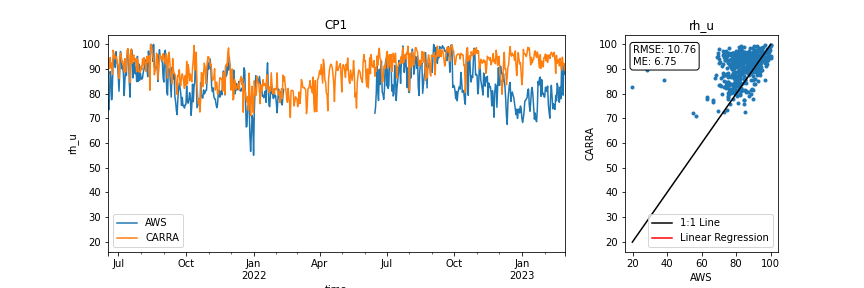 CP1
rh_u
100
90
80
70
60
50
40
30
20
AWS
CARRA
Jul
Oct
Jan
2022
Apr
Jul
Oct
Jan
2023
time
rh_u
CARRA
100
90
80
70
60
50
40
30
20
RMSE: 10.76
ME: 6.75
1:1 Line
Linear Regression
20
40
60
80
100
AWS